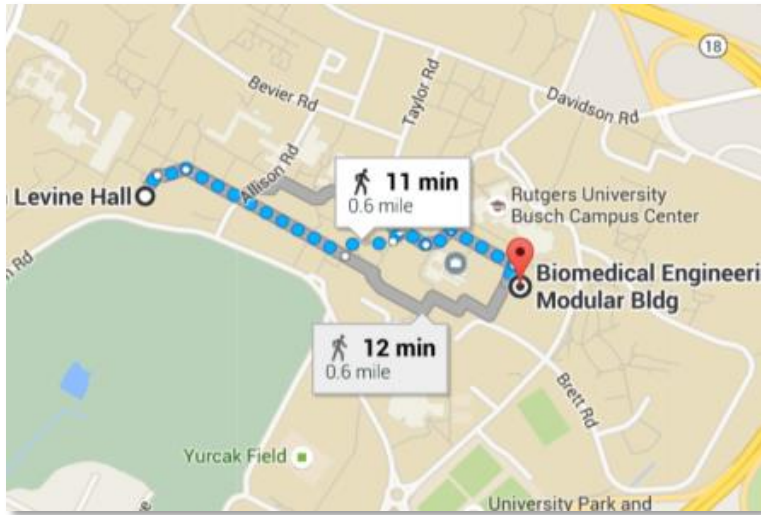 18
Bevier Rd
Taylor Rd
Davidson Rd
Allison Rd
11 min
0.6 mile
Levine Hall
Rutgers University
Busch Campus Center
Biomedical Engineeri
Modular Bldg
12 min
0.6 mile
Brett Rd
Rd
Yurcak Field
University Park and